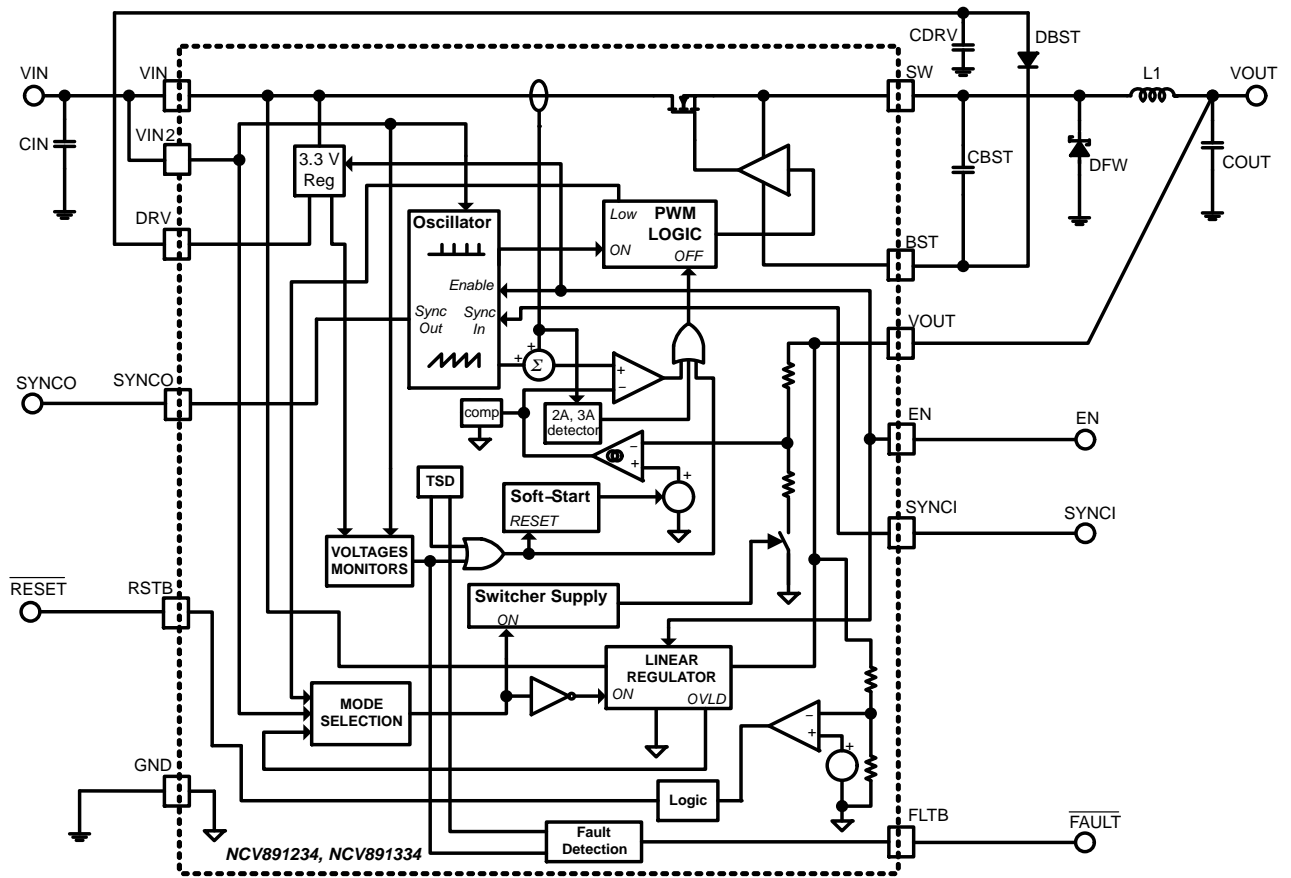 CDRV
DBST
VIN
VIN
SW
L1
VOUT
CIN
VIN2
3.3 V
Reg
CBST
DFW
COUT
DRV
Oscillator
Low
PWM
LOGIC
ON
OFF
BST
Enable
Sync
Out
Sync
In
VOUT
+
+
Σ
+
−
SYNCO
SYNCO
comp
2A, 3A
detector
EN
EN
−
+
+
TSD
Soft−Start
RESET
SYNCI
SYNCI
VOLTAGES
MONITORS
RESET
RSTB
Switcher Supply
ON
LINEAR
REGULATOR
ON
OVLD
MODE
SELECTION
−
+
+
GND
Logic
FLTB
FAULT
Fault
Detection
NCV891234, NCV891334